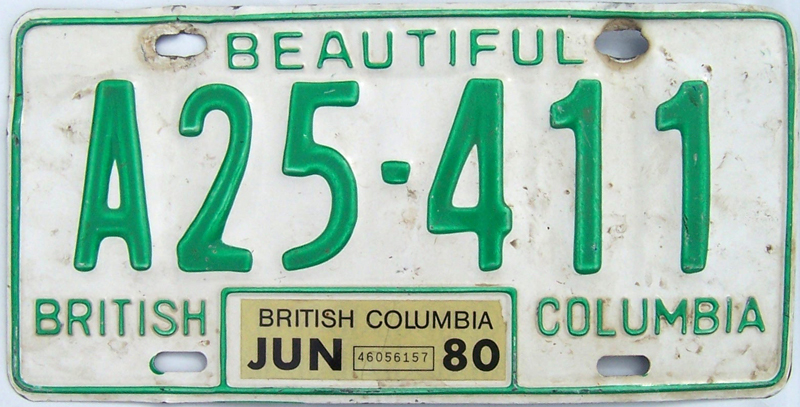 BEAUTIFUL
A25-411
BRITISH COLUMBIA
BRITISH COLUMBIA
JUN 46056157 80